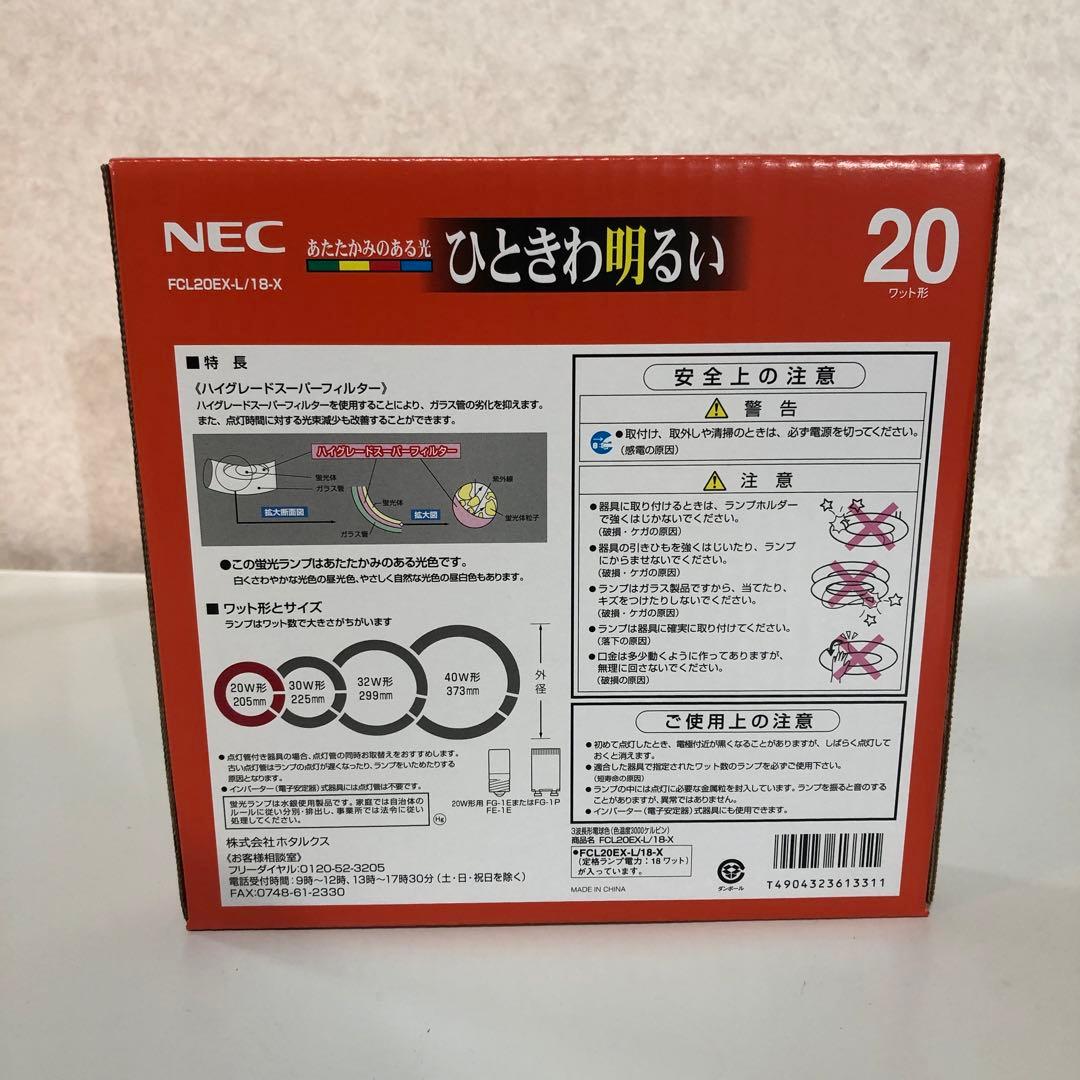 NEC
FCL20EX-L/18-X
あたたかみのある光
ひときわ明るい
20
ワット形
■特 長
《ハイグレードスーパーフィルター》
ハイグレードスーパーフィルターを使用することにより、ガラス管の劣化を抑えます。
また、点灯時間に対する光束減少も改善することができます。
ハイグレードスーパーフィルター
蛍光体
ガラス管
拡大断面図
蛍光体
ガラス管
拡大図
紫外線
蛍光体粒子
●この蛍光ランプはあたたかみのある光色です。
白くさわやかな光色の昼光色、やさしく自然な光色の昼白色もあります。
■ワット形とサイズ
ランプはワット数で大きさがちがいます
20W形
205mm
30W形
225mm
32W形
299mm
40W形
373mm
外径
●点灯管付き器具の場合、点灯管の同時お取替えをおすすめします。
古い点灯管はランプの点灯が遅くなったり、ランプをいためたりする
原因となります。
●インバーター(電子安定器)式器具には点灯管は不要です。
20W形用 FG-1EまたはFG-1P
FE-1E
蛍光ランプは水銀使用製品です。家庭では自治体の
ルールに従い分別・排出し、事業所では法令に従い
処理してください。
Hg
株式会社ホタルクス
《お客様相談室》
フリーダイヤル:0120-52-3205
電話受付時間:9時〜12時、13時〜17時30分(土・日・祝日を除く)
FAX:0748-61-2330
安全上の注意
警 告
●取付け、取外しや清掃のときは、必ず電源を切ってください。
(感電の原因)
注 意
●器具に取り付けるときは、ランプホルダー
で強くはじかないでください。
(破損・ケガの原因)
●器具の引きひもを強くはじいたり、ランプ
にからませないでください。
(破損・ケガの原因)
●ランプはガラス製品ですから、当てたり、
キズをつけたりしないでください。
(破損・ケガの原因)
●ランプは器具に確実に取り付けてください。
(落下の原因)
●口金は多少動くように作ってありますが、
無理に回さないでください。
(破損の原因)
ご使用上の注意
●初めて点灯したとき、電極付近が黒くなることがありますが、しばらく点灯して
おくと消えます。
●適合した器具で指定されたワット数のランプを必ずご使用下さい。
(短寿命の原因)
●ランプの中には点灯に必要な金属粒を封入しています。ランプを振ると音のする
ことがありますが、異常ではありません。
●インバーター(電子安定器)式器具にも使用できます。
3波長形電球色(色温度3000ケルビン)
商品名 FCL20EX-L/18-X
●FCL20EX-L/18-X
(定格ランプ電力:18ワット)
が入っています。
MADE IN CHINA
ダンボール
T4904323613311